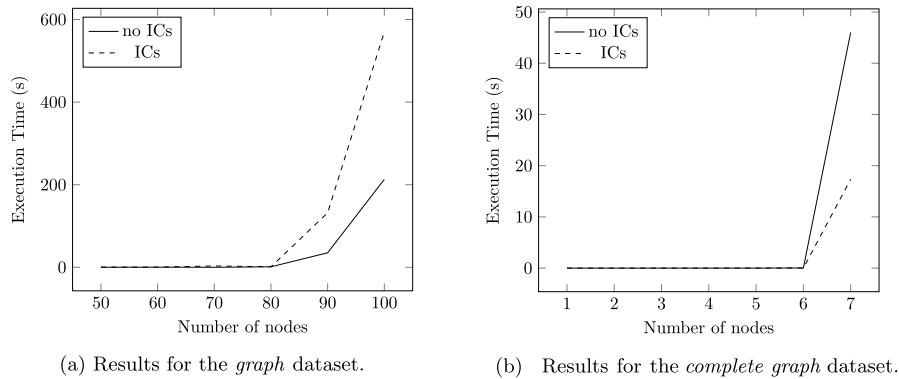 600
400
200
0
Execution Time (s)
no ICs
ICs
50 60 70 80 90 100
Number of nodes
(a) Results for the graph dataset.
50
40
30
20
10
0
Execution Time (s)
no ICs
ICs
1 2 3 4 5 6 7
Number of nodes
(b) Results for the complete graph dataset.